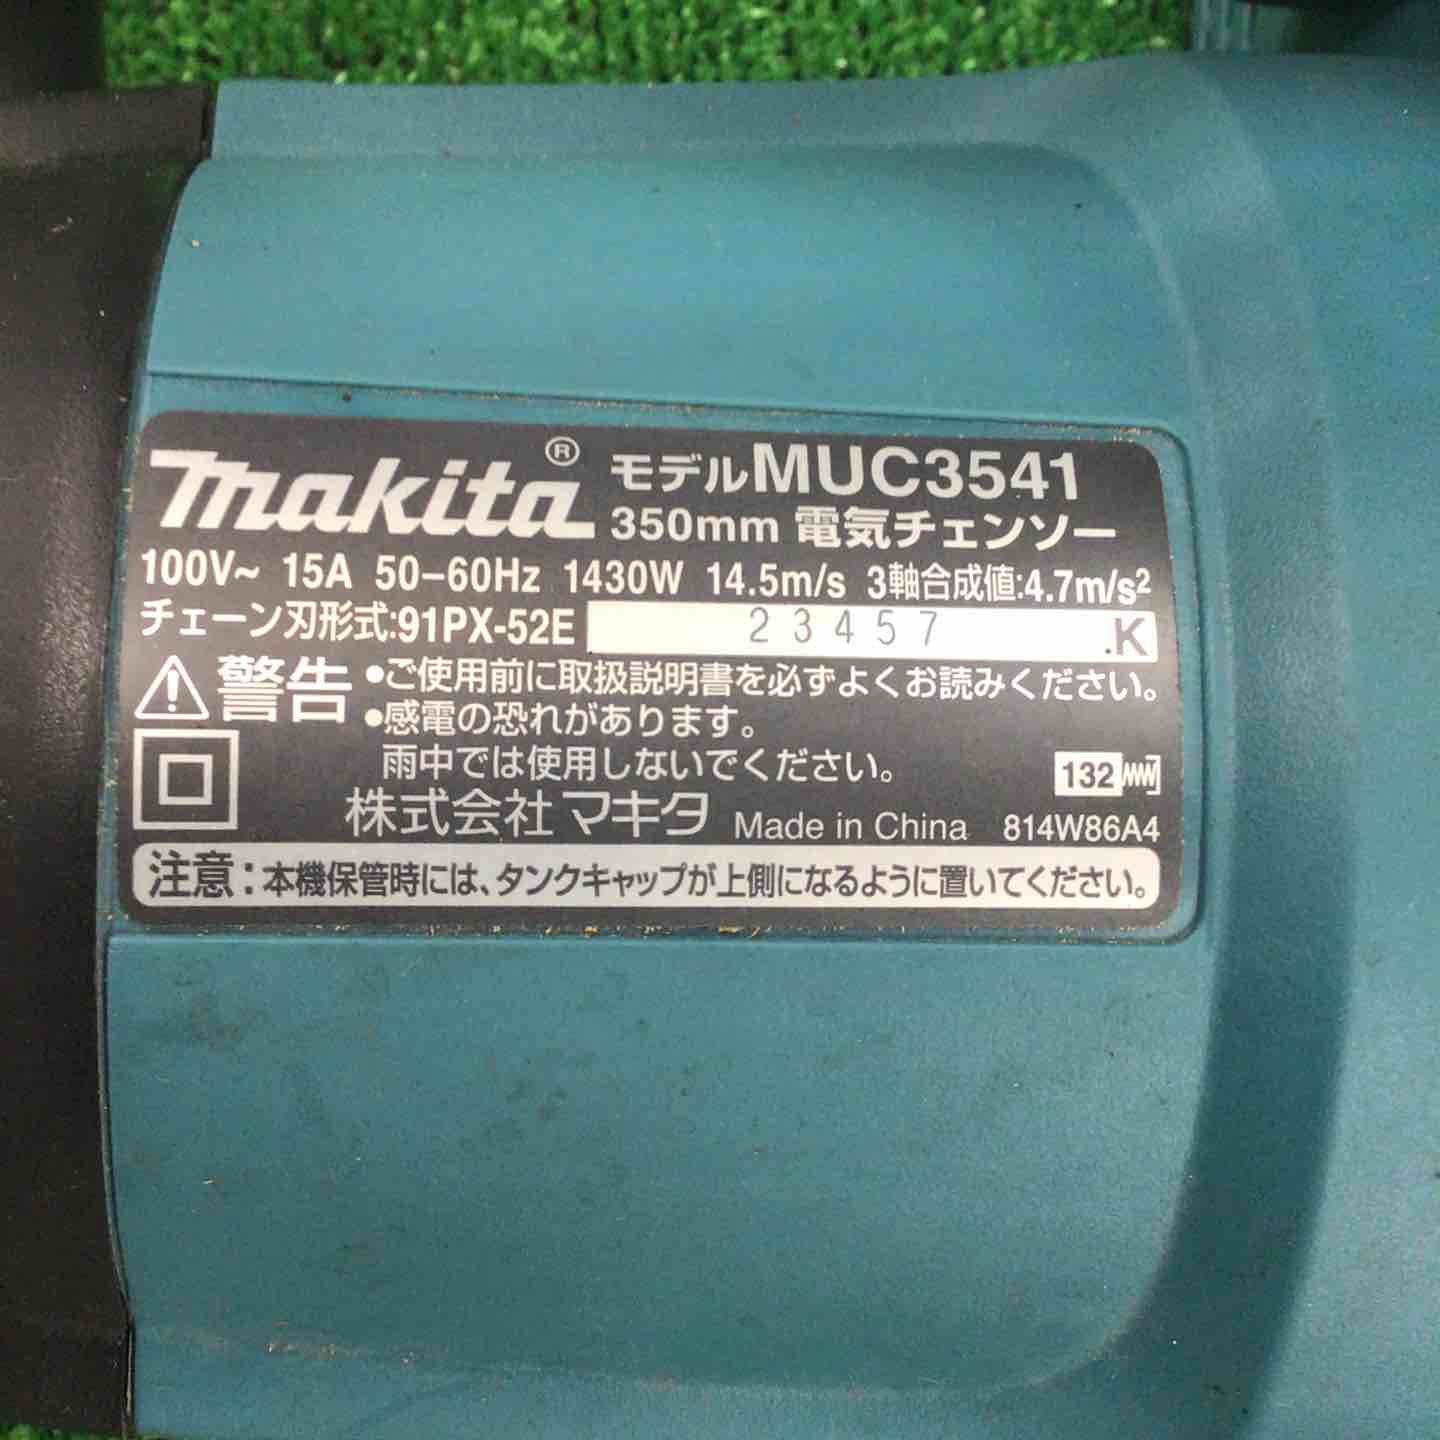 makita® モデルMUC3541
350mm 電気チェンソー
100V~ 15A 50-60Hz 1430W 14.5m/s 3軸合成値:4.7m/s²
チェーン刃形式:91PX-52E 23457 .K
警告 •ご使用前に取扱説明書を必ずよくお読みください。
•感電の恐れがあります。
雨中では使用しないでください。
132
株式会社マキタ Made in China 814W86A4
注意:本機保管時には、タンクキャップが上側になるように置いてください。